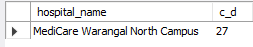 hospital_name c_d
MediCare Warangal North Campus 27